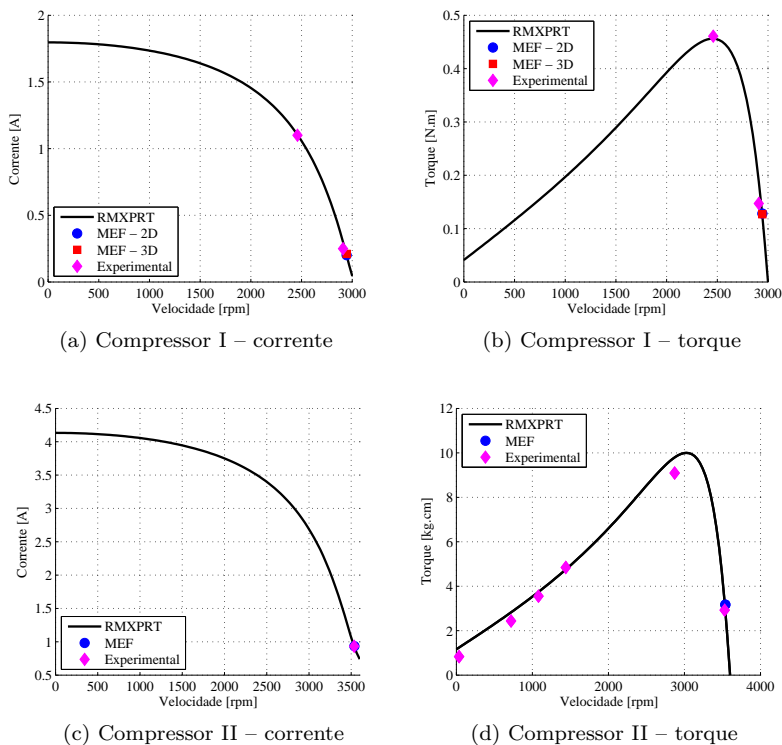 2
1.5
1
0.5
0
Corrente [A]
RMXPRT
MEF – 2D
MEF – 3D
Experimental
0 500 1000 1500 2000 2500 3000
Velocidade [rpm]
(a) Compressor I – corrente
0.5
0.4
0.3
0.2
0.1
0
Torque [N.m]
RMXPRT
MEF – 2D
MEF – 3D
Experimental
0 500 1000 1500 2000 2500 3000
Velocidade [rpm]
(b) Compressor I – torque
4.5
4
3.5
3
2.5
2
1.5
1
0.5
Corrente [A]
RMXPRT
MEF
Experimental
0 500 1000 1500 2000 2500 3000 3500
Velocidade [rpm]
(c) Compressor II – corrente
12
10
8
6
4
2
0
Torque [kg.cm]
RMXPRT
MEF
Experimental
0 1000 2000 3000 4000
Velocidade [rpm]
(d) Compressor II – torque